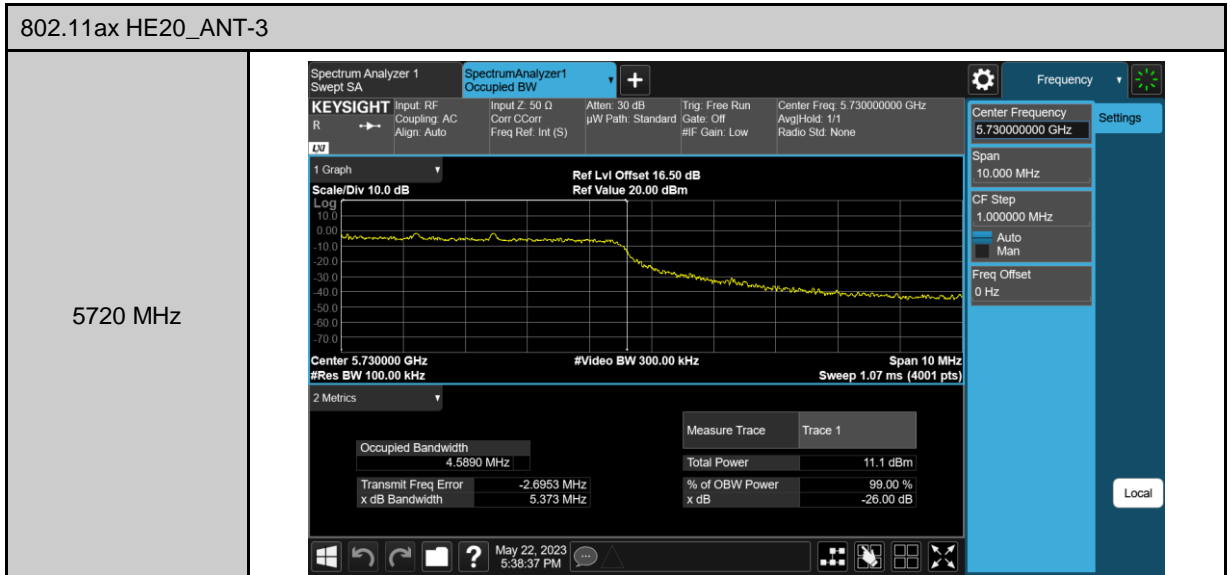 802.11ax HE20_ANT-3
5720 MHz
Spectrum Analyzer 1
Swept SA
SpectrumAnalyzer1
Occupied BW
Frequency
KEYSIGHT
R
LXI
Input: RF
Coupling: AC
Align: Auto
Input Z: 50 Ω
Corr CCorr
Freq Ref: Int (S)
Atten: 30 dB
µW Path: Standard
Trig: Free Run
Gate: Off
#IF Gain: Low
Center Freq: 5.730000000 GHz
Avg|Hold: 1/1
Radio Std: None
Center Frequency
5.730000000 GHz
Settings
Span
10.000 MHz
CF Step
1.000000 MHz
Auto
Man
Freq Offset
0 Hz
Local
1 Graph
Scale/Div 10.0 dB
Ref Lvl Offset 16.50 dB
Ref Value 20.00 dBm
Log
10.0
0.00
-10.0
-20.0
-30.0
-40.0
-50.0
-60.0
-70.0
Center 5.730000 GHz
#Video BW 300.00 kHz
Span 10 MHz
#Res BW 100.00 kHz
Sweep 1.07 ms (4001 pts)
2 Metrics
Occupied Bandwidth
4.5890 MHz
Transmit Freq Error -2.6953 MHz
x dB Bandwidth 5.373 MHz
Measure Trace Trace 1
Total Power 11.1 dBm
% of OBW Power 99.00 %
x dB -26.00 dB
?
May 22, 2023
5:38:37 PM